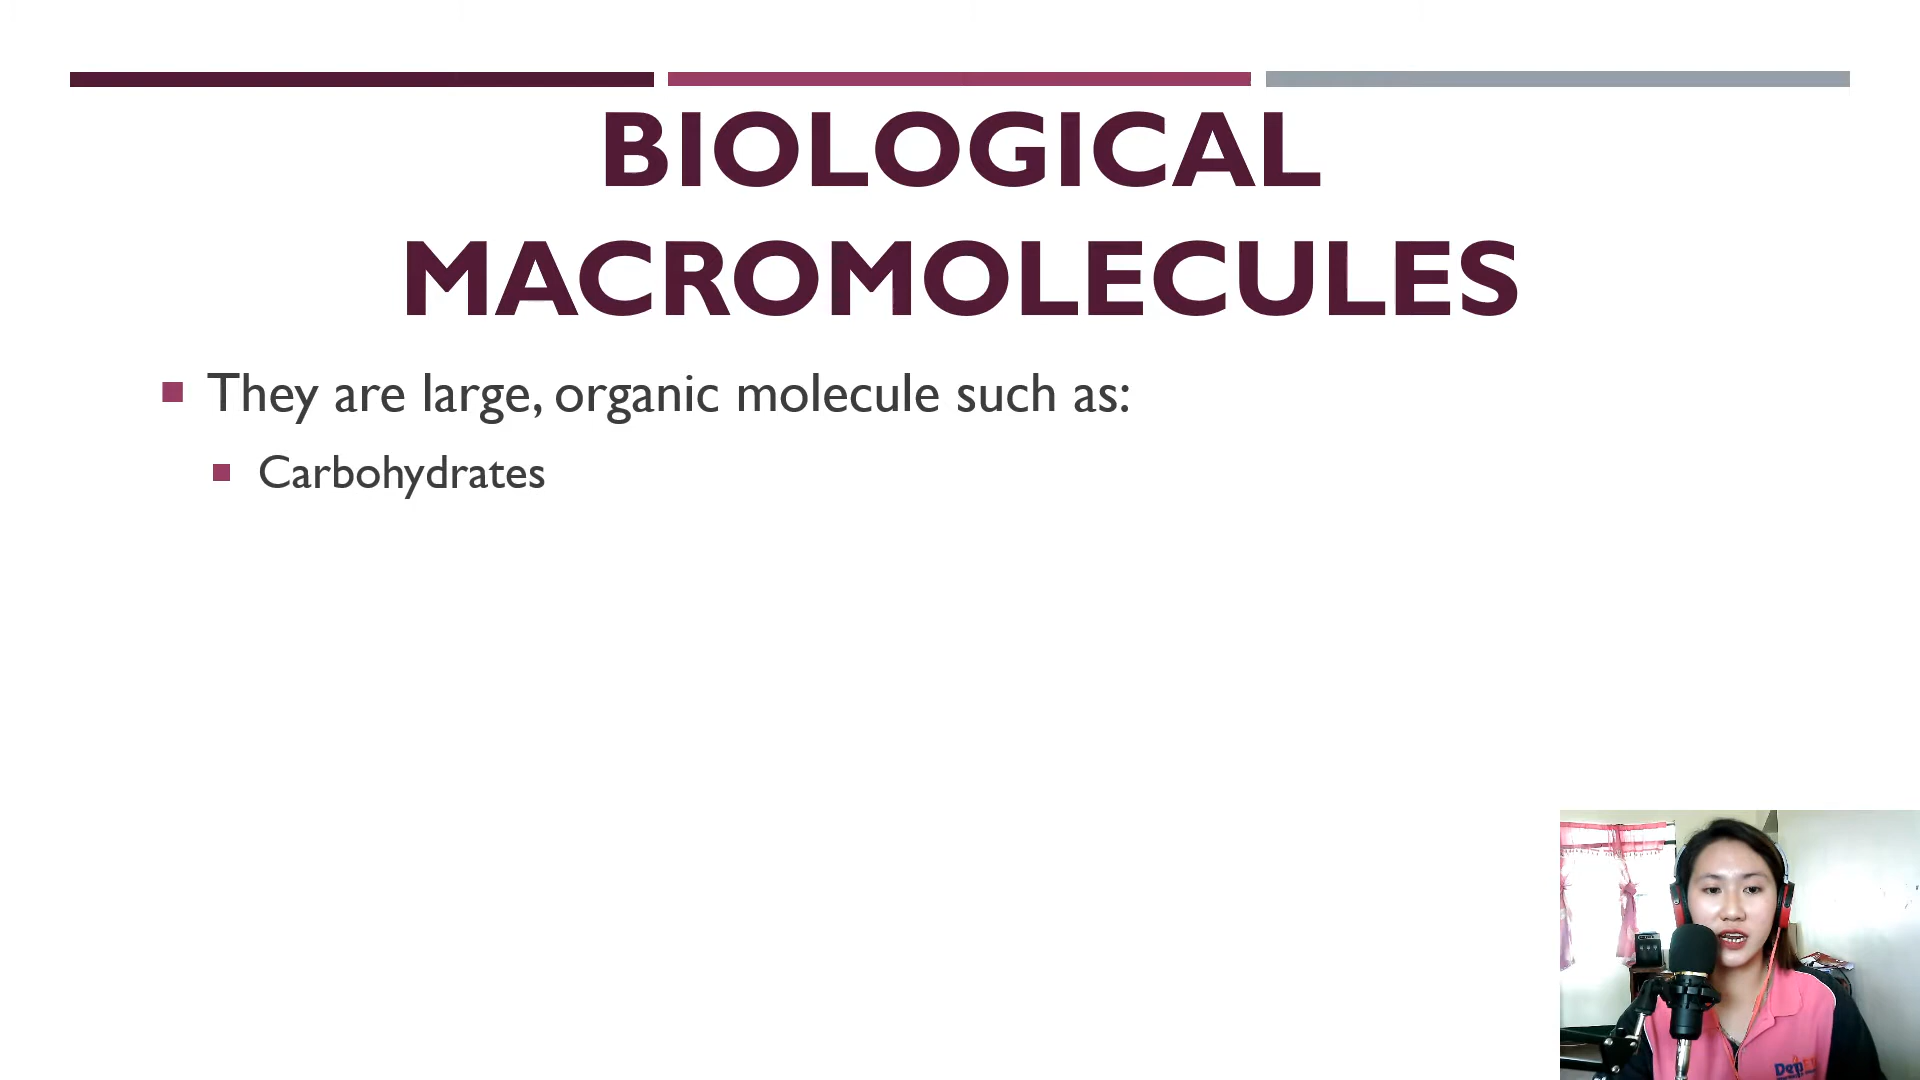 BIOLOGICAL
MACROMOLECULES
They are large, organic molecule such as:
Carbohydrates